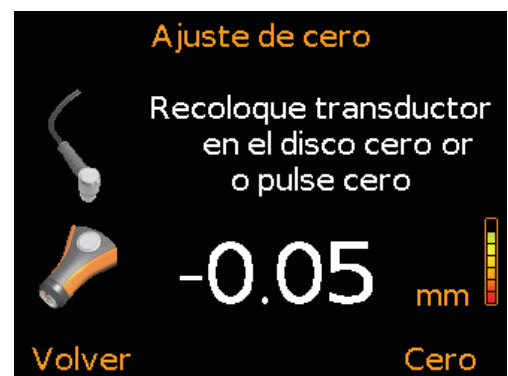 Ajuste de cero
Recoloque transductor
en el disco cero or
o pulse cero
-0.05 mm
Volver Cero